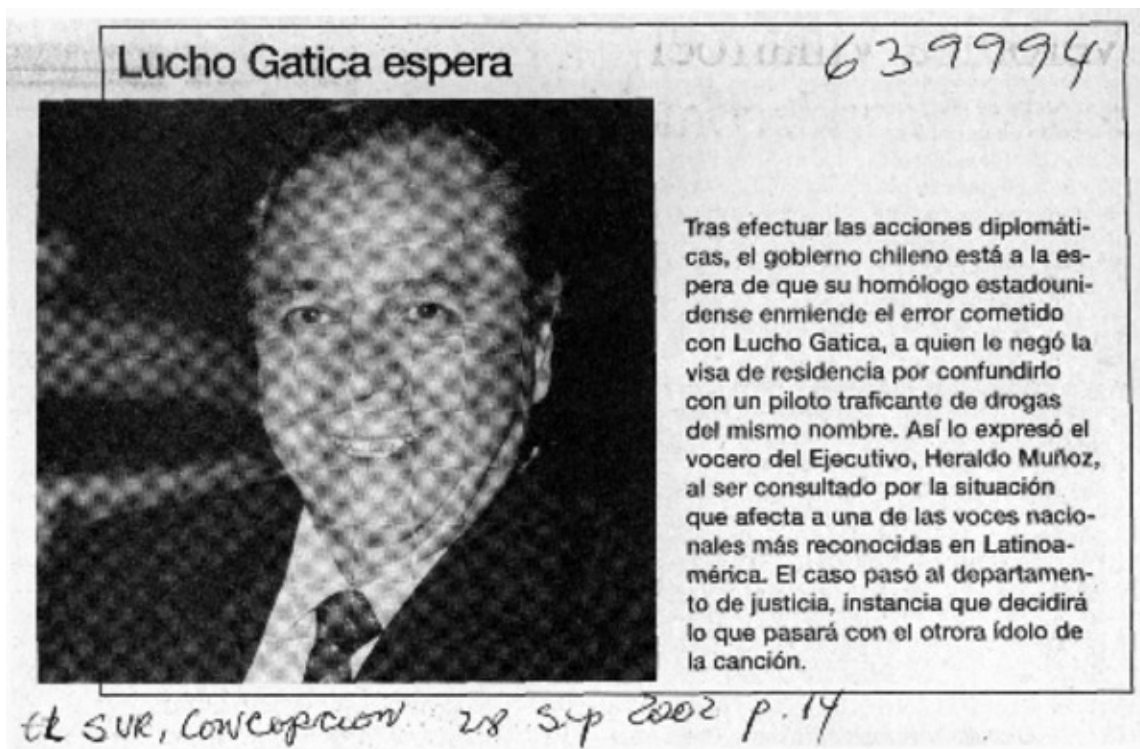 Lucho Gatica espera
639994
Tras efectuar las acciones diplomáti-
cas, el gobierno chileno está a la es-
pera de que su homólogo estadouni-
dense enmiende el error cometido
con Lucho Gatica, a quien le negó la
visa de residencia por confundirlo
con un piloto traficante de drogas
del mismo nombre. Así lo expresó el
vocero del Ejecutivo, Heraldo Muñoz,
al ser consultado por la situación
que afecta a una de las voces nacio-
nales más reconocidas en Latinoa-
mérica. El caso pasó al departamen-
to de justicia, instancia que decidirá
lo que pasará con el otrora ídolo de
la canción.
SUR, Concepcion 28 Sep 2002 p. 14